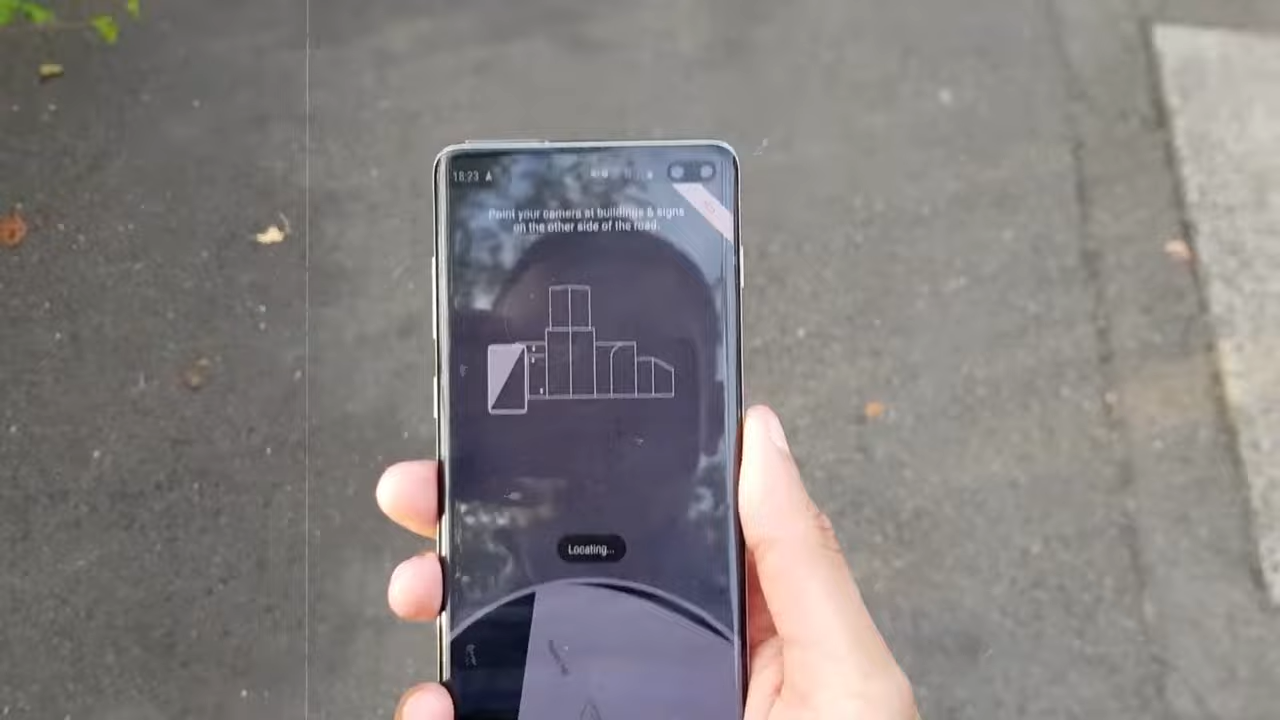 18:23
Point your camera at buildings & signs
on the other side of the road.
Locating...